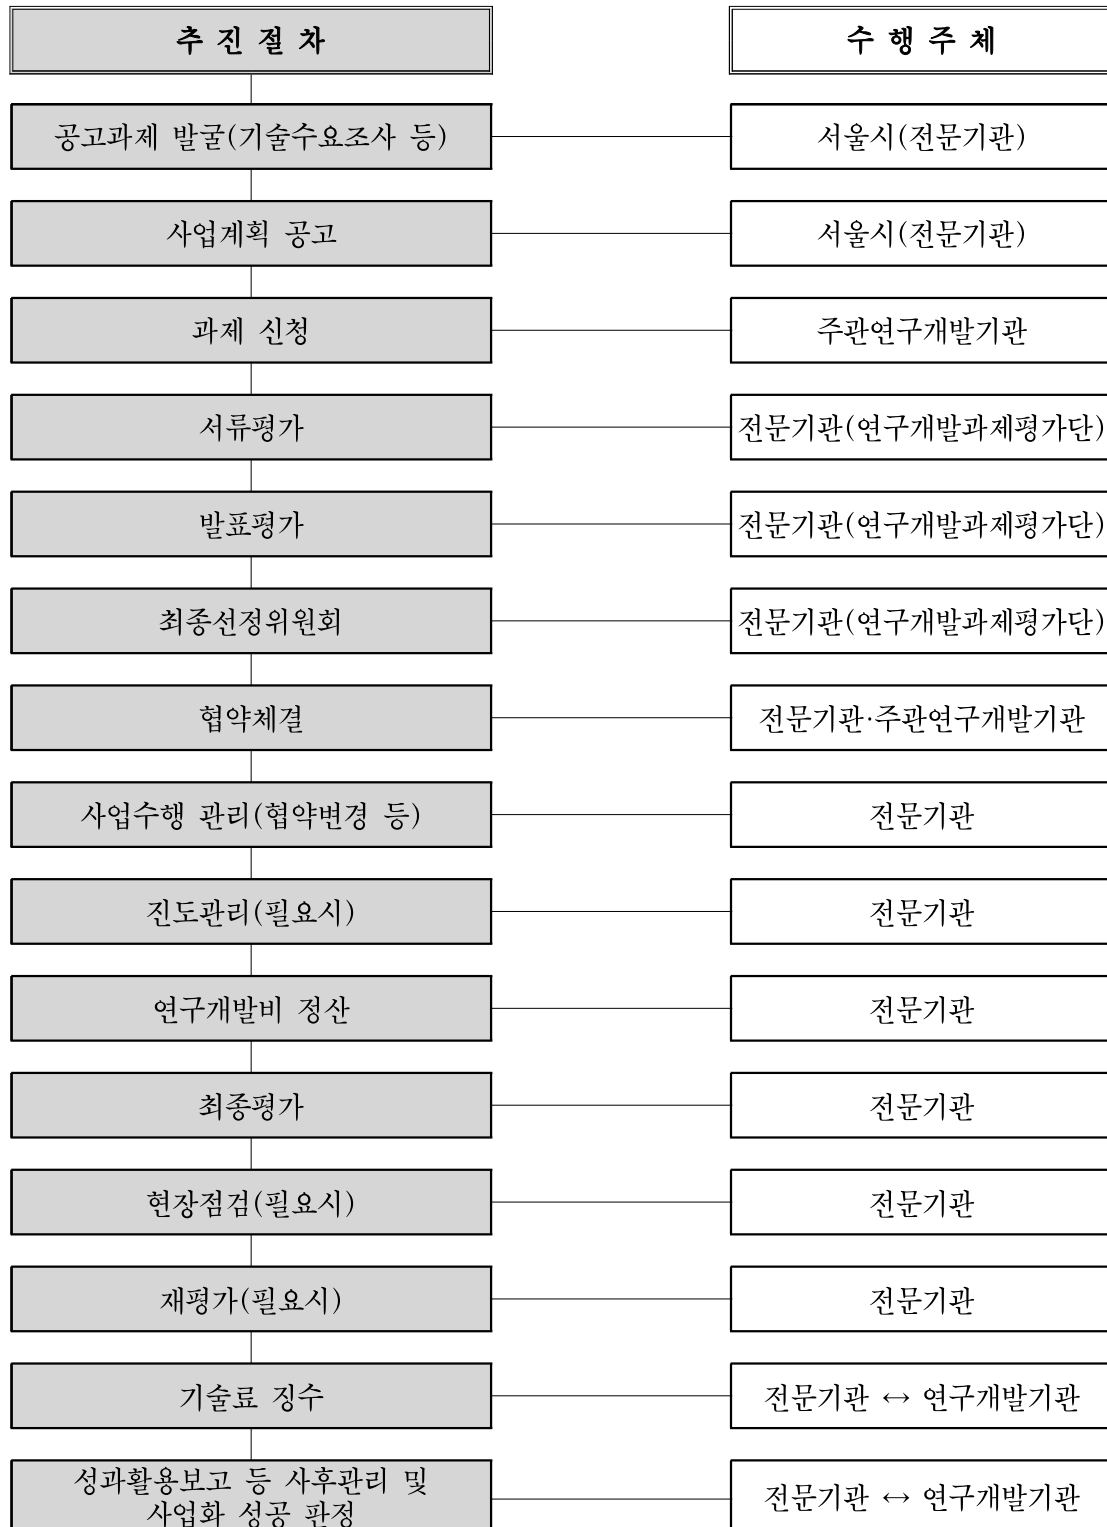 추 진 절 차
수 행 주 체
공고과제 발굴(기술수요조사 등)
서울시(전문기관)
사업계획 공고
서울시(전문기관)
과제 신청
주관연구개발기관
서류평가
전문기관(연구개발과제평가단)
발표평가
전문기관(연구개발과제평가단)
최종선정위원회
전문기관(연구개발과제평가단)
협약체결
전문기관·주관연구개발기관
사업수행 관리(협약변경 등)
전문기관
진도관리(필요시)
전문기관
연구개발비 정산
전문기관
최종평가
전문기관
현장점검(필요시)
전문기관
재평가(필요시)
전문기관
기술료 징수
전문기관 ↔ 연구개발기관
성과활용보고 등 사후관리 및
사업화 성공 판정
전문기관 ↔ 연구개발기관